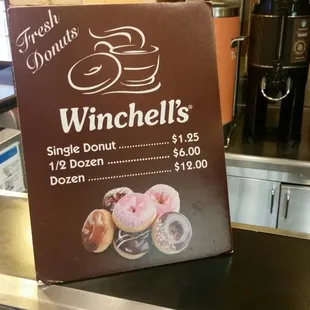 Fresh
Donuts
Winchell's®
Single Donut ................ $1.25
1/2 Dozen .................... $6.00
Dozen ........................... $12.00